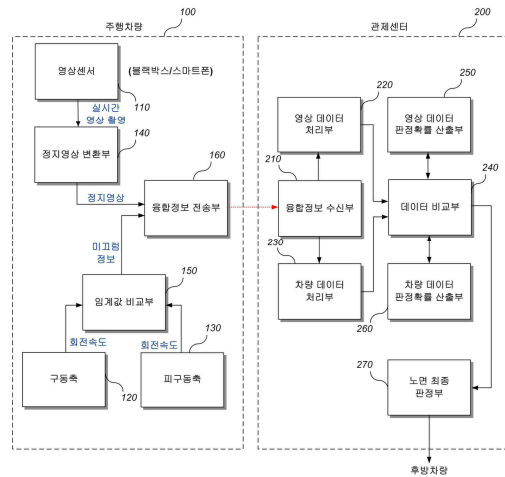 주행차량
100
영상센서
(블랙박스/스마트폰)
110
실시간
영상 촬영
140
정지영상 변환부
정지영상
160
융합정보 전송부
미끄럼
정보
150
임계값 비교부
회전속도
회전속도
130
구동축
120
피구동축
관제센터
200
220
250
영상 데이터
처리부
영상 데이터
판정확률 산출부
210
240
융합정보 수신부
데이터 비교부
230
차량 데이터
처리부
차량 데이터
판정확률 산출부
260
270
노면 최종
판정부
후방차량